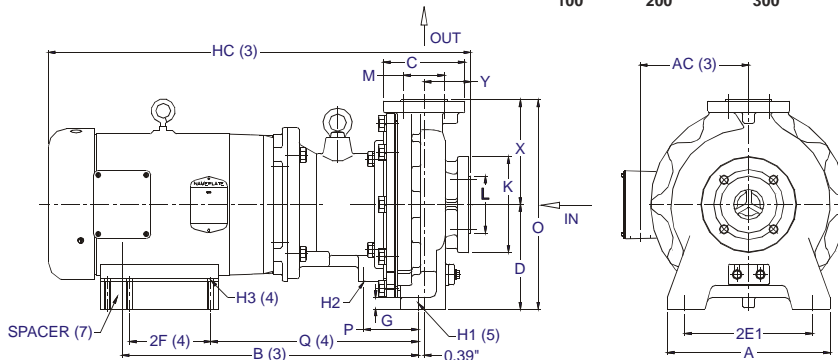 100 200 300
OUT
HC (3)
C
M
Y
AC (3)
NAMEPLATE
X
K
L
O
IN
D
H3 (4)
H2
G
SPACER (7)
2F (4)
Q (4)
P
H1 (5)
B (3)
0.39"
2E1
A